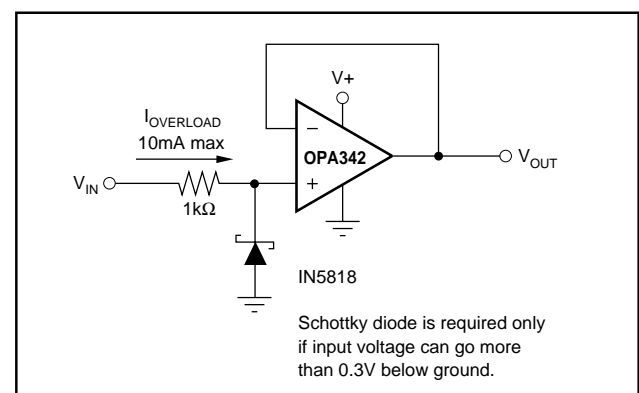 V+
I_OVERLOAD
10mA max
−
OPA342
V_OUT
V_IN
+
1kΩ
IN5818
Schottky diode is required only
if input voltage can go more
than 0.3V below ground.